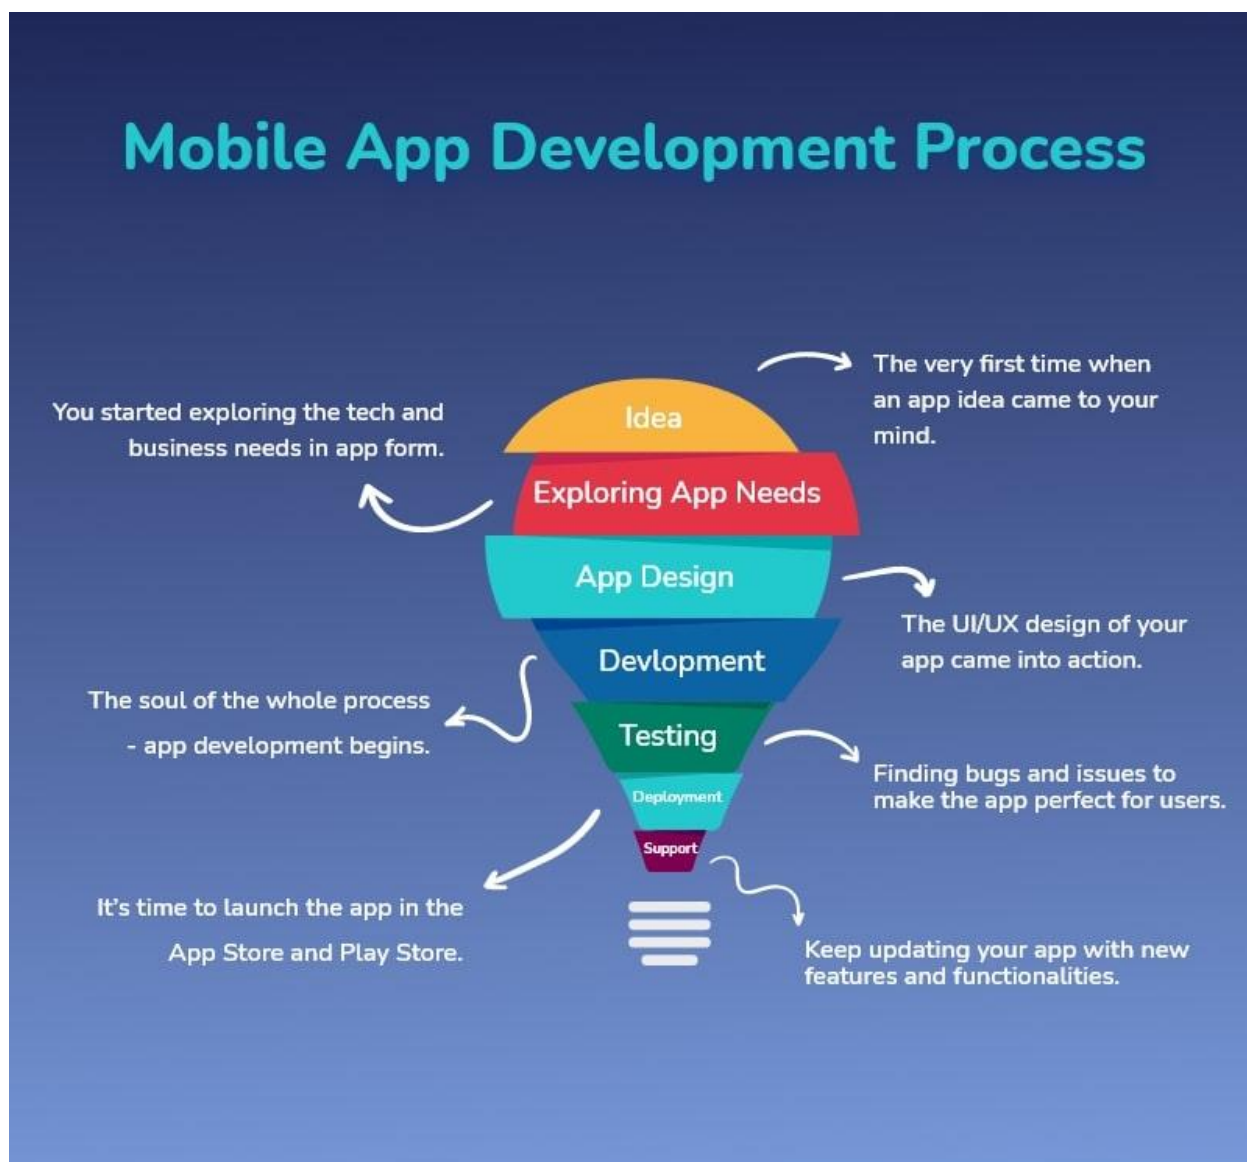 Mobile App Development Process
Idea
The very first time when
an app idea came to your
mind.
Exploring App Needs
You started exploring the tech and
business needs in app form.
App Design
The UI/UX design of your
app came into action.
Devlopment
The soul of the whole process
- app development begins.
Testing
Finding bugs and issues to
make the app perfect for users.
Deployment
It's time to launch the app in the
App Store and Play Store.
Support
Keep updating your app with new
features and functionalities.